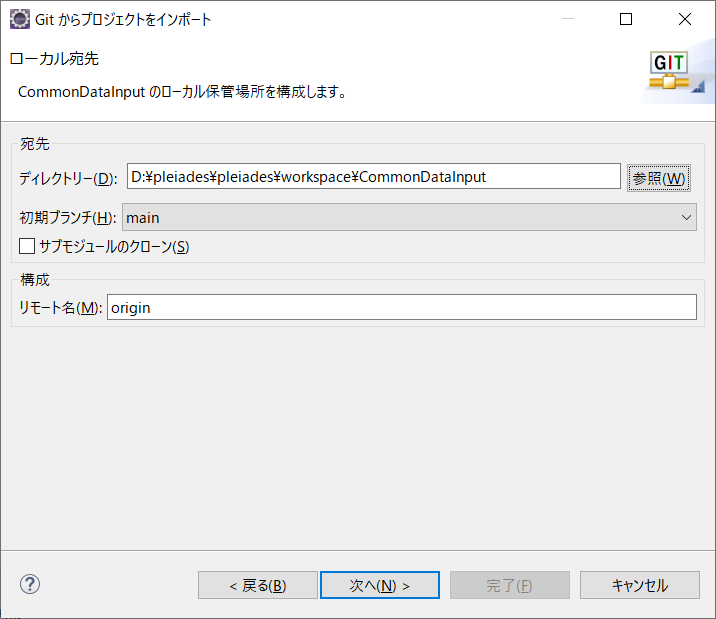 Git からプロジェクトをインポート
ローカル宛先
CommonDataInput のローカル保管場所を構成します。
GIT
宛先
ディレクトリー(D): D:¥pleiades¥pleiades¥workspace¥CommonDataInput 参照(W)
初期ブランチ(H): main
サブモジュールのクローン(S)
構成
リモート名(M): origin
? < 戻る(B) 次へ(N) > 完了(F) キャンセル